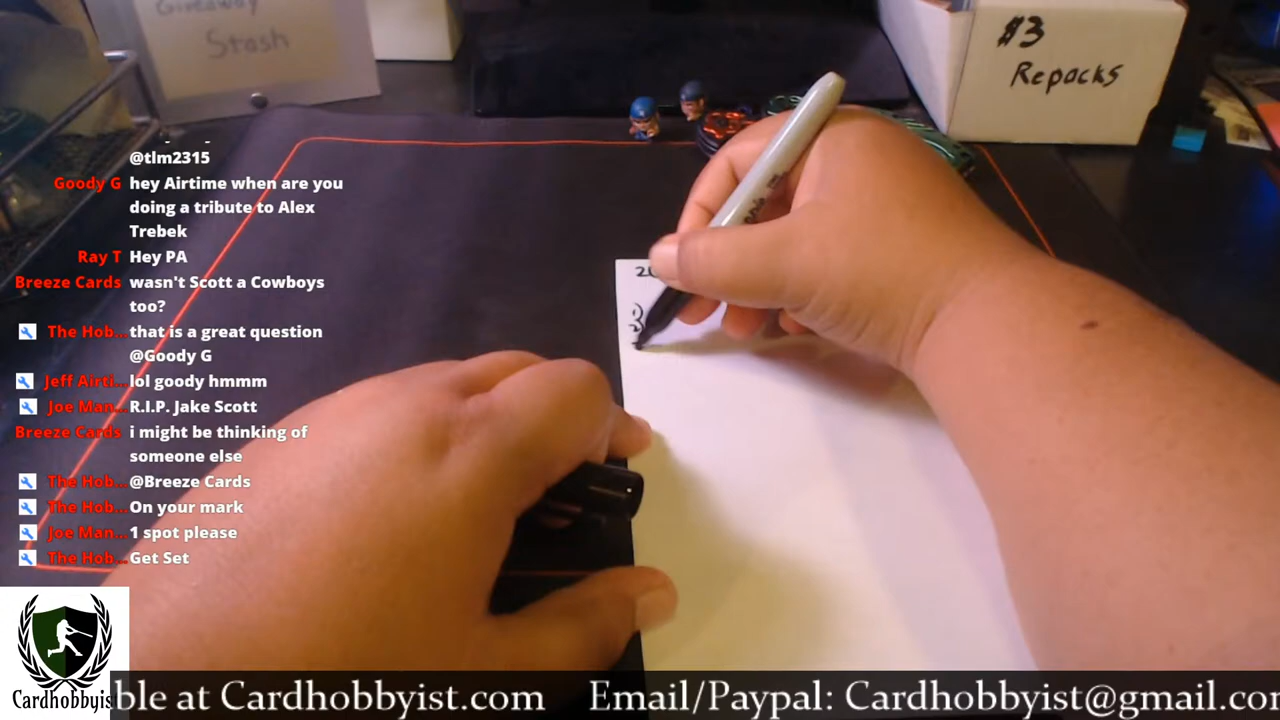 Giveaway
Stash
$3
Repacks
@tlm2315
Goody G hey Airtime when are you
doing a tribute to Alex
Trebek
Ray T Hey PA
Breeze Cards wasn't Scott a Cowboys
too?
The Hob... that is a great question
@Goody G
Jeff Airti... lol goody hmmm
Joe Man... R.I.P. Jake Scott
Breeze Cards i might be thinking of
someone else
The Hob... @Breeze Cards
The Hob... On your mark
Joe Man... 1 spot please
The Hob... Get Set
Cardhobbyis
ble at Cardhobbyist.com Email/Paypal: Cardhobbyist@gmail.co